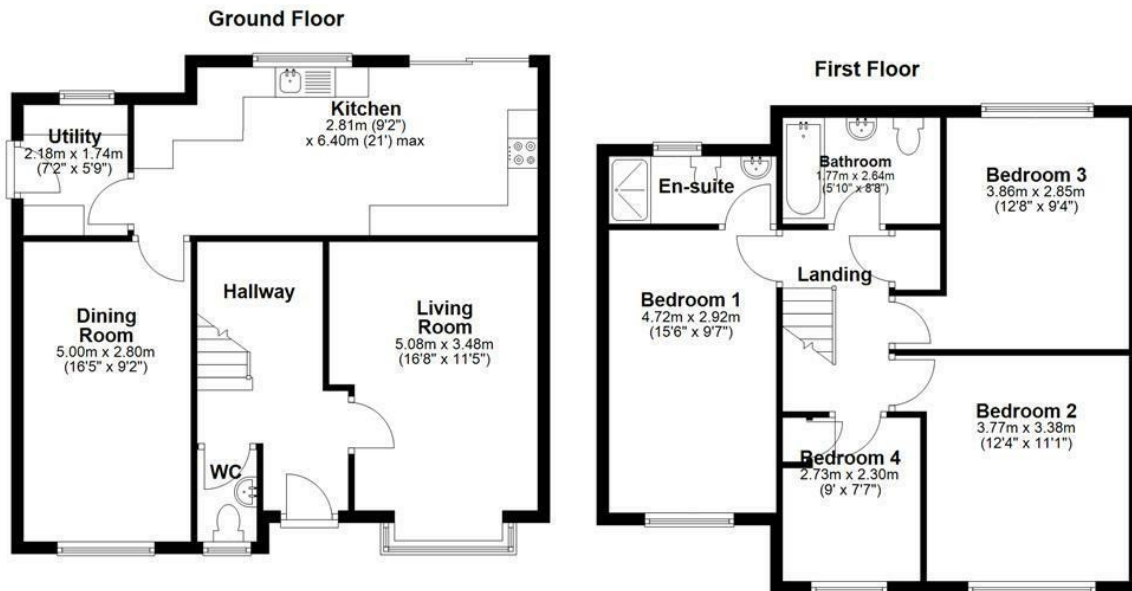 Ground Floor
Kitchen
2.81m (9'2")
x 6.40m (21') max
Utility
2.18m x 1.74m
(7'2" x 5'9")
Hallway
Dining
Room
5.00m x 2.80m
(16'5" x 9'2")
Living
Room
5.08m x 3.48m
(16'8" x 11'5")
WC
First Floor
En-suite
Bathroom
1.77m x 2.64m
(5'10" x 8'8")
Bedroom 3
3.86m x 2.85m
(12'8" x 9'4")
Landing
Bedroom 1
4.72m x 2.92m
(15'6" x 9'7")
Bedroom 2
3.77m x 3.38m
(12'4" x 11'1")
Bedroom 4
2.73m x 2.30m
(9' x 7'7")